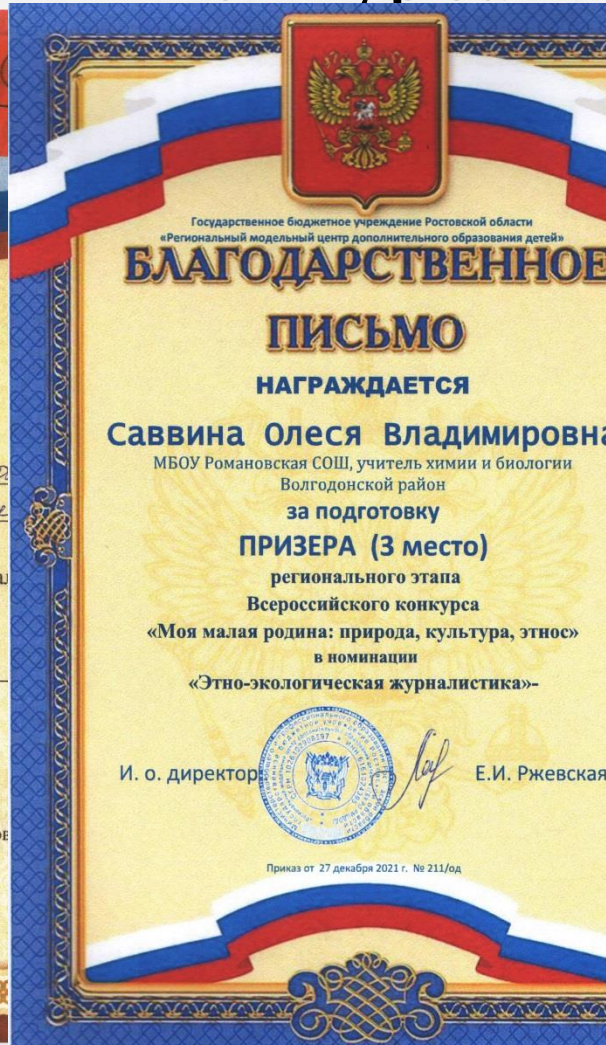 Государственное бюджетное учреждение Ростовской области
«Региональный модельный центр дополнительного образования детей»
БЛАГОДАРСТВЕННОЕ
ПИСЬМО
НАГРАЖДАЕТСЯ
Саввина Олеся Владимировна
МБОУ Романовская СОШ, учитель химии и биологии
Волгодонской район
за подготовку
ПРИЗЕРА (3 место)
регионального этапа
Всероссийского конкурса
«Моя малая родина: природа, культура, этнос»
в номинации
«Этно-экологическая журналистика»-
И. о. директор
Е.И. Ржевская
Приказ от 27 декабря 2021 г. № 211/од